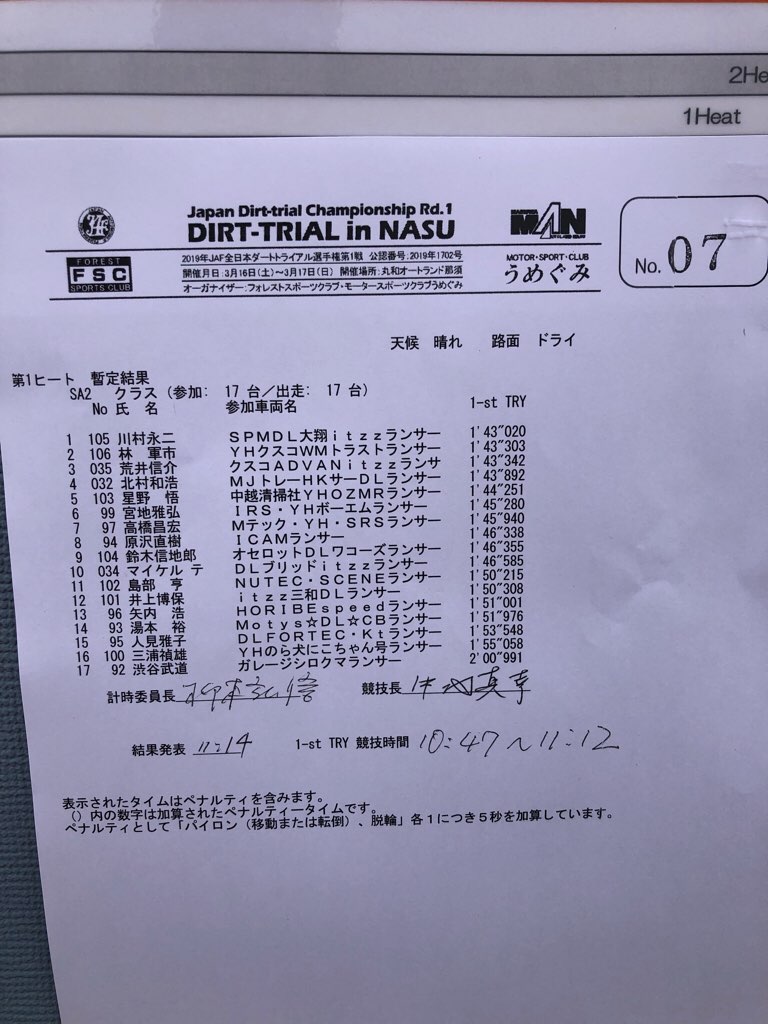 2He
1Heat
Japan Dirt-trial Championship Rd.1
DIRT-TRIAL in NASU
MAN
No. 07
FOREST
FSC
SPORTS CLUB
2019年JAF全日本ダートトライアル選手権第1戦 公認番号:2019年1702号
開催月日:3月16日(土)〜3月17日(日) 開催場所:丸和オートランド那須
オーガナイザー:フォレストスポーツクラブ・モータースポーツクラブうめぐみ
MOTOR・SPORT・CLUB
うめぐみ
天候 晴れ 路面 ドライ
第1ヒート 暫定結果
SA2 クラス (参加: 17 台/出走: 17 台)
No 氏 名 参加車両名 1-st TRY
1 105 川村永二 SPMDL大翔itzzランサー 1'43"020
2 106 林 軍市 YHクスコWMトラストランサー 1'43"303
3 035 荒井信介 クスコADVANitzzランサ 1'43"342
4 032 北村和浩 MJトレーHKサーDLランサー 1'43"892
5 103 星野 悟 中越清掃社YHOZMRランサー 1'44"251
6 99 宮地雅弘 IRS・YHボーエムランサー 1'45"280
7 97 高橋昌宏 Mテック・YH・SRSランサー 1'45"940
8 94 原沢直樹 ICAMランサー 1'46"338
9 104 鈴木信地郎 オセロットDLワコーズランサー 1'46"355
10 034 マイケル テ DLブリッドitzzランサー 1'46"585
11 102 島部 亨 NUTEC・SCENEランサー 1'50"215
12 101 井上博保 itzz三和DLランサー 1'50"308
13 96 矢内 浩 HORIBEspeedランサー 1'51"001
14 93 湯本 裕 Motys☆DL☆CBランサー 1'51"976
15 95 人見雅子 DLFORTEC・Ktランサー 1'53"548
16 100 三浦禎雄 YHのら犬にこちゃん号ランサー 1'55"058
17 92 渋谷武道 ガレージシロクマランサー 2'00"991
計時委員長 競技長
結果発表 11:14 1-st TRY 競技時間 10:47〜11:12
表示されたタイムはペナルティを含みます。
()内の数字は加算されたペナルティータイムです。
ペナルティとして「パイロン(移動または転倒)、脱輪」各1につき5秒を加算しています。